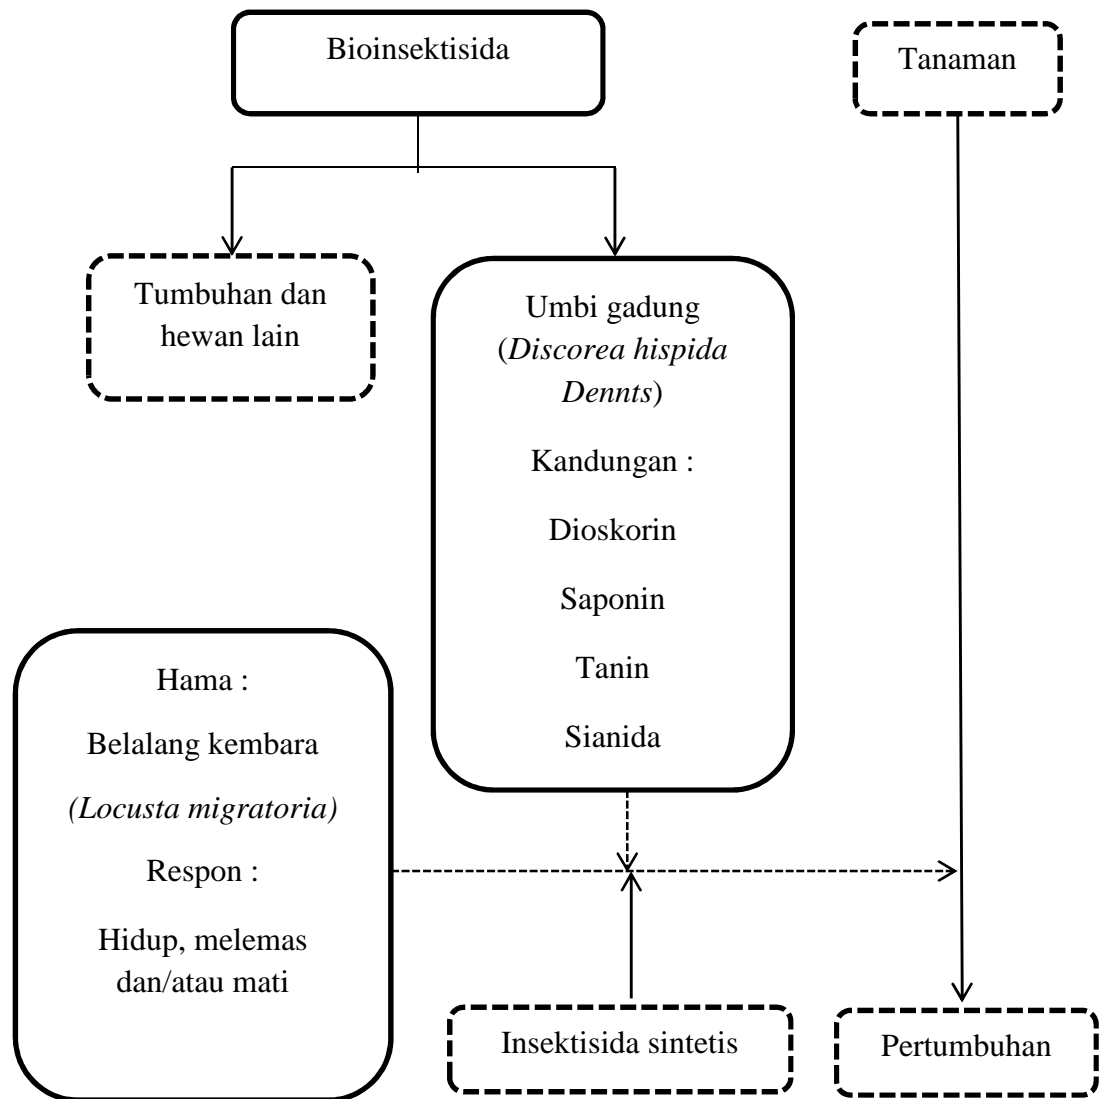 Bioinsektisida
Tanaman
Tumbuhan dan
hewan lain
Umbi gadung
(Discorea hispida
Dennts)
Kandungan :
Dioskorin
Saponin
Tanin
Sianida
Hama :
Belalang kembara
(Locusta migratoria)
Respon :
Hidup, melemas
dan/atau mati
Insektisida sintetis
Pertumbuhan